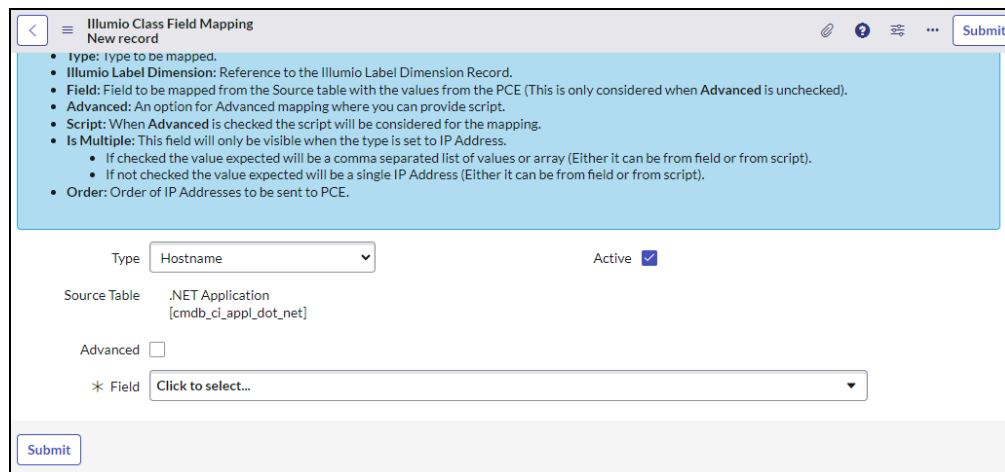 Illumio Class Field Mapping
New record
Submit
• Type: Type to be mapped.
• Illumio Label Dimension: Reference to the Illumio Label Dimension Record.
• Field: Field to be mapped from the Source table with the values from the PCE (This is only considered when Advanced is unchecked).
• Advanced: An option for Advanced mapping where you can provide script.
• Script: When Advanced is checked the script will be considered for the mapping.
• Is Multiple: This field will only be visible when the type is set to IP Address.
• If checked the value expected will be a comma separated list of values or array (Either it can be from field or from script).
• If not checked the value expected will be a single IP Address (Either it can be from field or from script).
• Order: Order of IP Addresses to be sent to PCE.
Type Hostname Active
Source Table .NET Application
[cmdb_ci_appl_dot_net]
Advanced
Field Click to select...
Submit